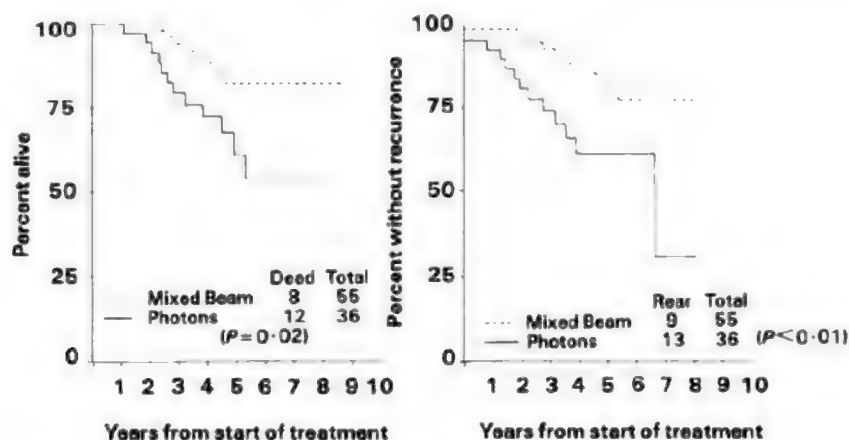 Percent alive
100
75
50
25
0
Dead Total
Mixed Beam 8 55
Photons 12 36
(P=0·02)
1 2 3 4 5 6 7 8 9 10
Years from start of treatment
Percent without recurrence
100
75
50
25
0
Recr Total
Mixed Beam 9 55
Photons 13 36 (P<0·01)
1 2 3 4 5 6 7 8 9 10
Years from start of treatment